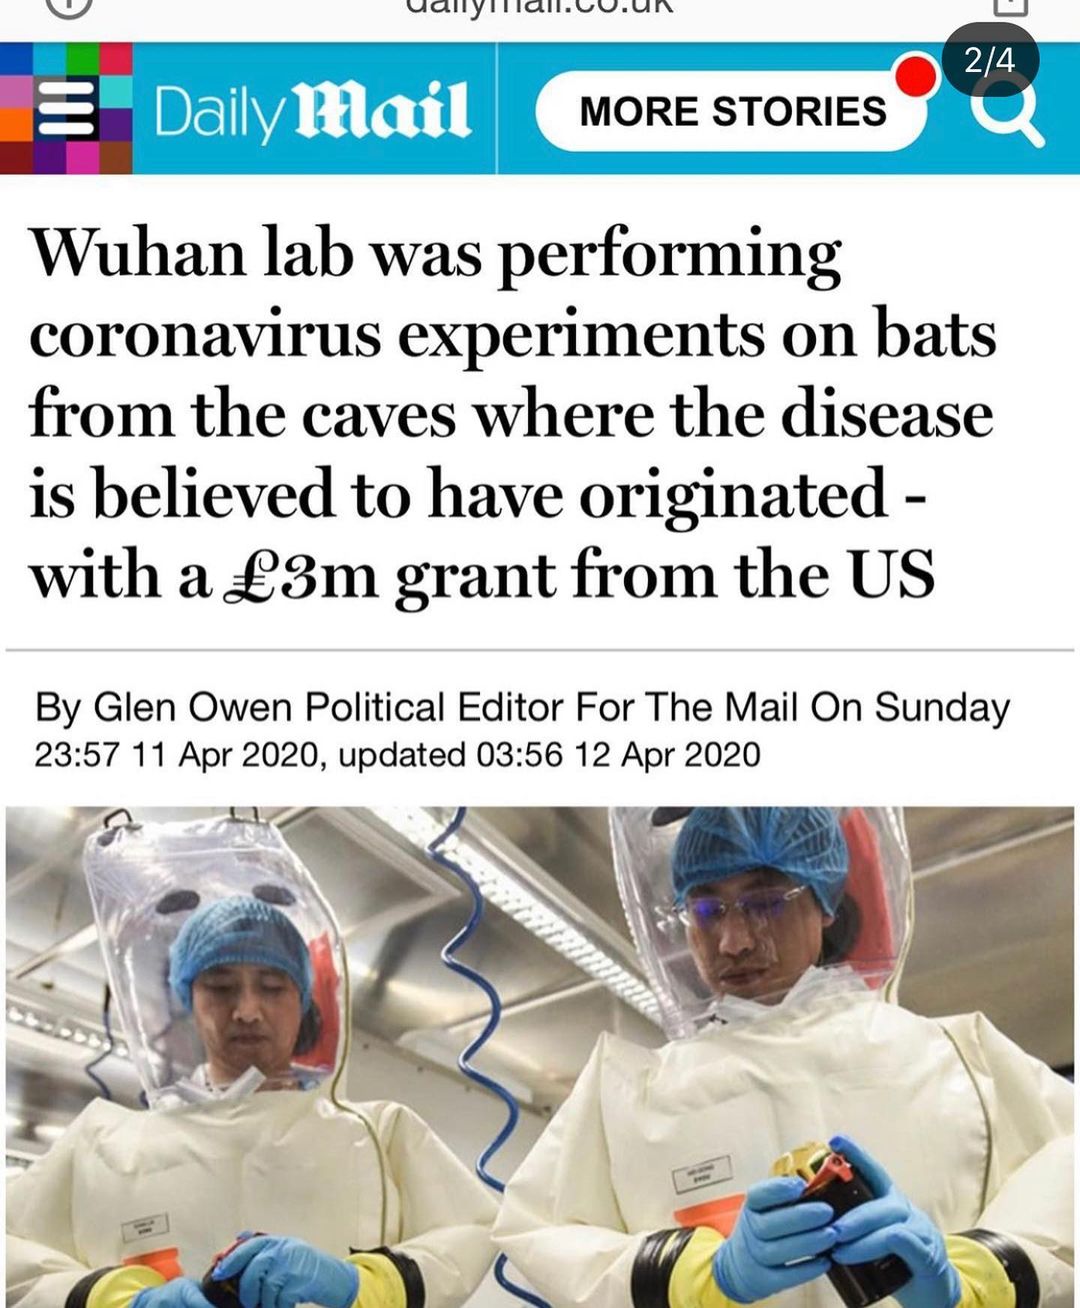 dailymail.co.uk
2/4
Daily Mail
MORE STORIES
Wuhan lab was performing
coronavirus experiments on bats
from the caves where the disease
is believed to have originated -
with a £3m grant from the US
By Glen Owen Political Editor For The Mail On Sunday
23:57 11 Apr 2020, updated 03:56 12 Apr 2020